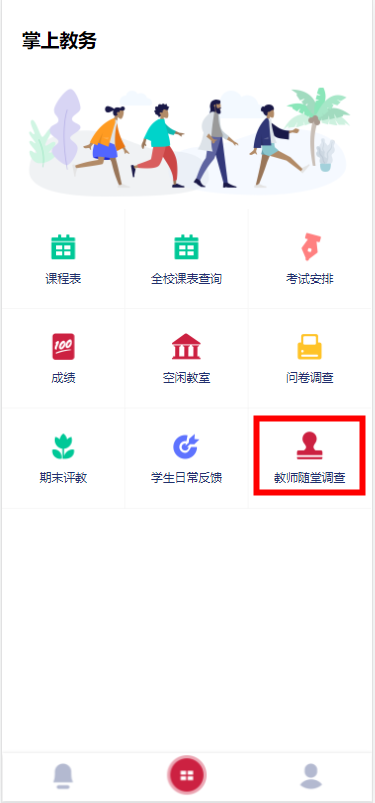 掌上教务
课程表
全校课表查询
考试安排
100
成绩
空闲教室
问卷调查
期末评教
学生日常反馈
教师随堂调查